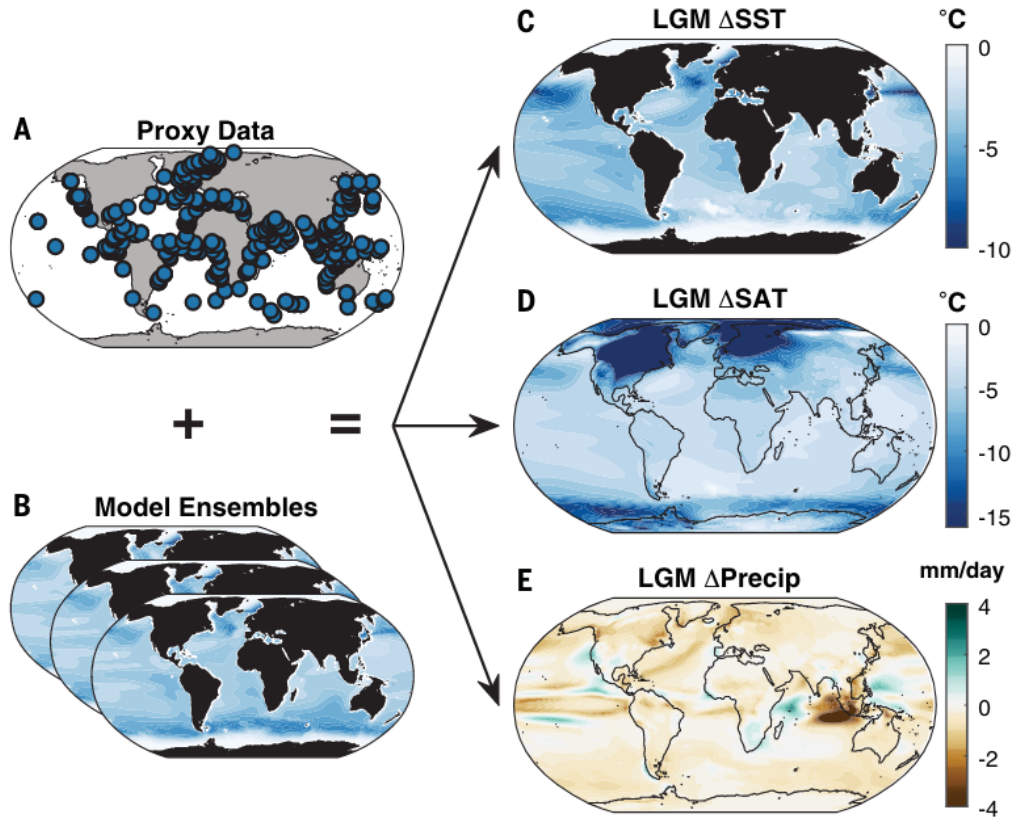 A
Proxy Data
+
=
B
Model Ensembles
C
LGM ΔSST
°C
0
-5
-10
D
LGM ΔSAT
°C
0
-5
-10
-15
E
LGM ΔPrecip
mm/day
4
2
0
-2
-4